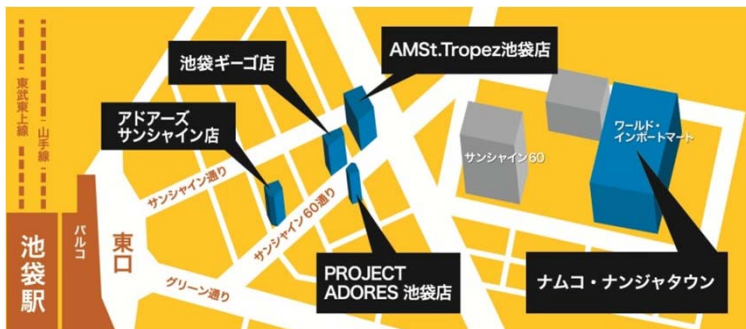 AMSt.Tropez池袋店
池袋ギーゴ店
アドアーズ
サンシャイン店
東武東上線
山手線
ワールド・
インポートマート
サンシャイン60
サンシャイン通り
サンシャイン60通り
パルコ
東口
池袋駅
グリーン通り
PROJECT
ADORES 池袋店
ナムコ・ナンジャタウン